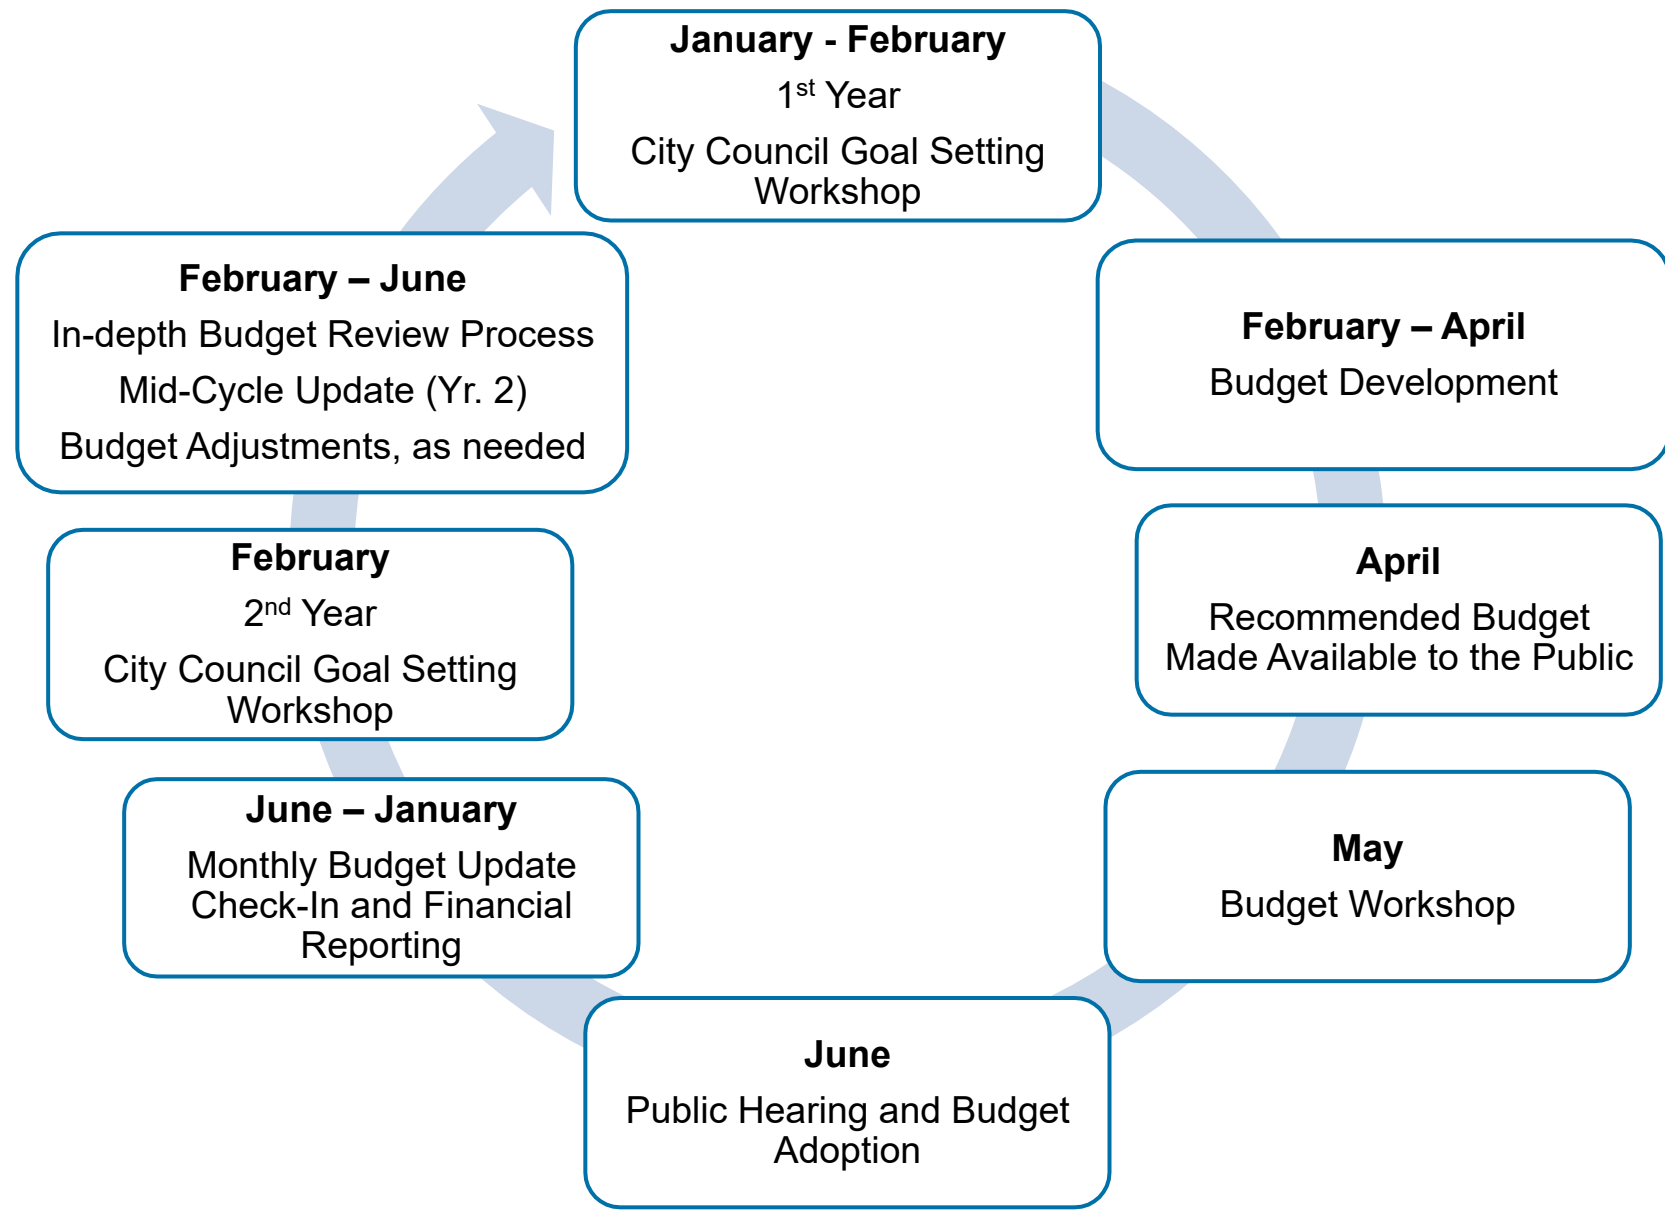 January - February
1st Year
City Council Goal Setting
Workshop
February – April
Budget Development
April
Recommended Budget
Made Available to the Public
May
Budget Workshop
June
Public Hearing and Budget
Adoption
June – January
Monthly Budget Update
Check-In and Financial
Reporting
February
2nd Year
City Council Goal Setting
Workshop
February – June
In-depth Budget Review Process
Mid-Cycle Update (Yr. 2)
Budget Adjustments, as needed